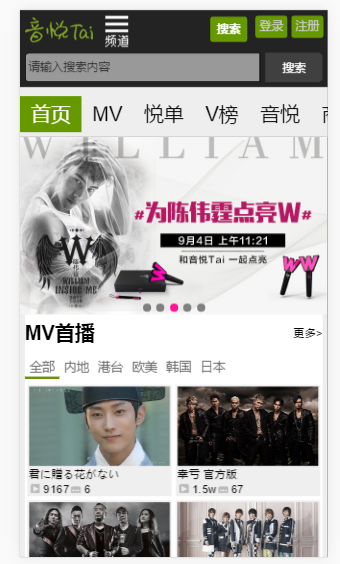 音悦Tai
频道
搜索
登录
注册
请输入搜索内容
搜索
首页 MV 悦单 V榜 音悦
WILLIAM
#为陈伟霆点亮W#
9月4日 上午11:21
和音悦Tai 一起点亮
W
WILLIAM
INSIDE ME
MV首播
更多>
全部 内地 港台 欧美 韩国 日本
君に贈る花がない
幸亏 官方版
9167 6
1.5w 67